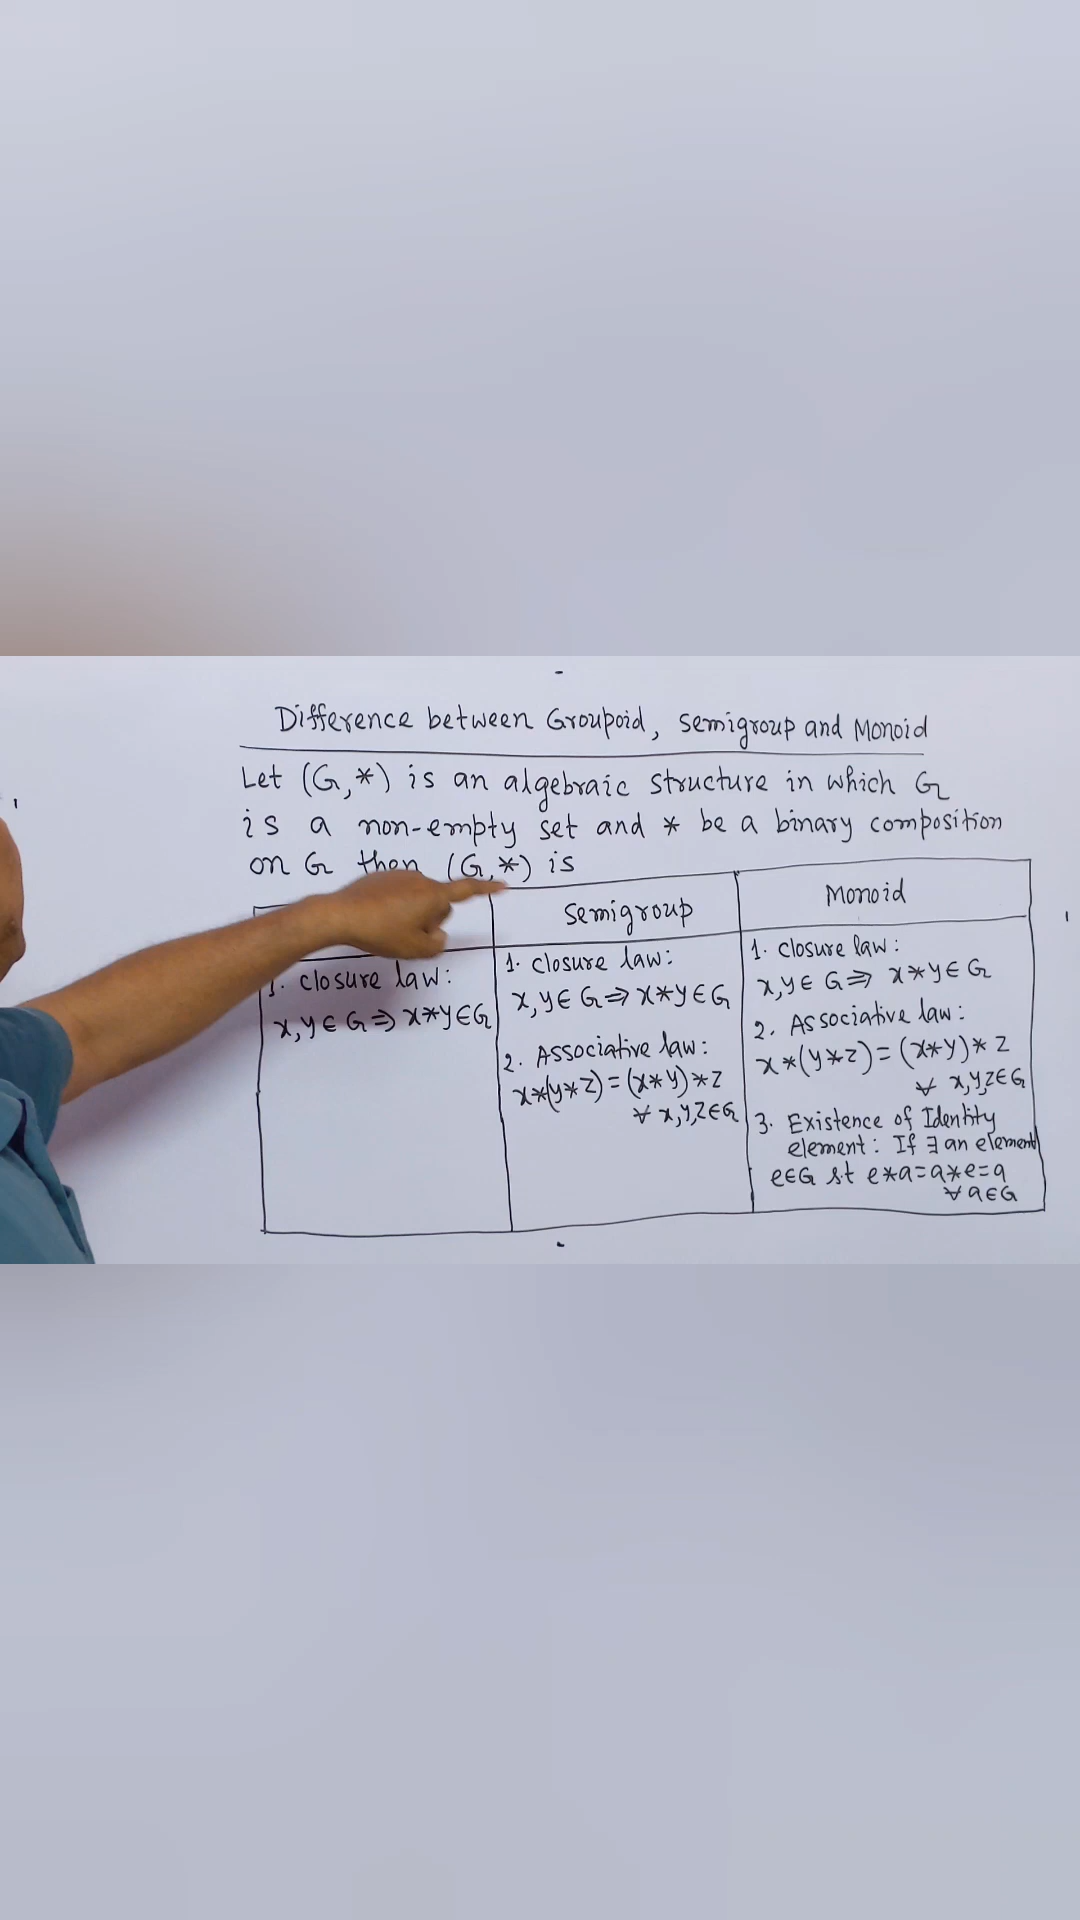 Difference between Groupoid, Semigroup and Monoid
Let (G,*) is an algebraic structure in which G
is a non-empty set and * be a binary composition
on G then (G,*) is
1. Closure law:
x,y∈G⇒x*y∈G
Semigroup
1. Closure law:
x,y∈G⇒x*y∈G
2. Associative law:
x*(y*z)=(x*y)*z
∀ x,y,z∈G
Monoid
1. Closure law:
x,y∈G⇒ x*y∈G
2. Associative law:
x*(y*z)=(x*y)*z
∀ x,y,z∈G
3. Existence of Identity
element: If ∃ an element
e∈G s.t e*a=a*e=a
∀ a∈G